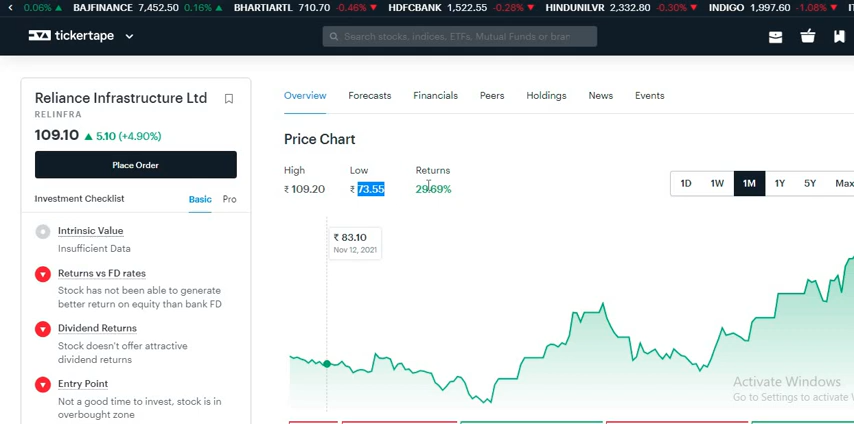 0.06% ▲ BAJFINANCE 7,452.50 0.16% ▲ BHARTIARTL 710.70 -0.46% ▼ HDFCBANK 1,522.55 -0.28% ▼ HINDUNILVR 2,332.80 -0.30% ▼ INDIGO 1,997.60 -1.08% ▼
tickertape
Search stocks, indices, ETFs, Mutual Funds or bran
Reliance Infrastructure Ltd
RELINFRA
109.10 ▲ 5.10 (+4.90%)
Place Order
Investment Checklist Basic Pro
Intrinsic Value
Insufficient Data
Returns vs FD rates
Stock has not been able to generate
better return on equity than bank FD
Dividend Returns
Stock doesn't offer attractive
dividend returns
Entry Point
Not a good time to invest, stock is in
overbought zone
Overview Forecasts Financials Peers Holdings News Events
Price Chart
High Low Returns
₹ 109.20 ₹ 73.55 29.69%
1D 1W 1M 1Y 5Y Max
₹ 83.10
Nov 12, 2021
Activate Windows
Go to Settings to activate